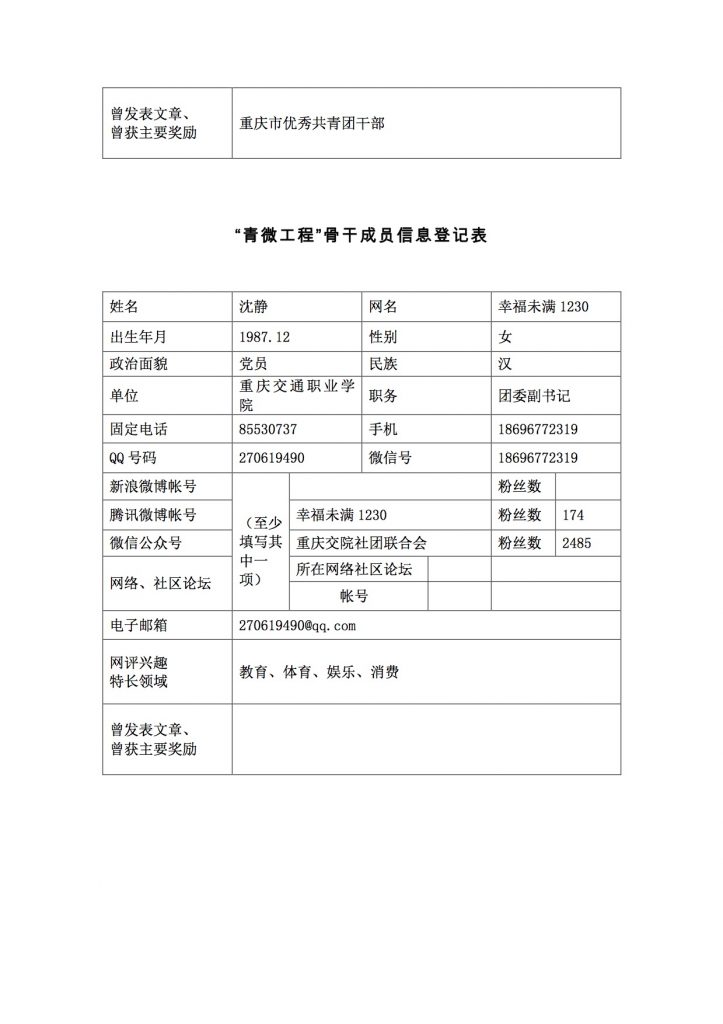 曾发表文章、
曾获主要奖励
重庆市优秀共青团干部
“青微工程”骨干成员信息登记表
姓名 沈静 网名 幸福未满1230
出生年月 1987.12 性别 女
政治面貌 党员 民族 汉
单位 重庆交通职业学
院 职务 团委副书记
固定电话 85530737 手机 18696772319
QQ号码 270619490 微信号 18696772319
新浪微博帐号 粉丝数
腾讯微博帐号 幸福未满1230 粉丝数 174
微信公众号 重庆交院社团联合会 粉丝数 2485
（至少
填写其
中一
项）
网络、社区论坛 所在网络社区论坛
帐号
电子邮箱 270619490@qq.com
网评兴趣
特长领域
教育、体育、娱乐、消费
曾发表文章、
曾获主要奖励